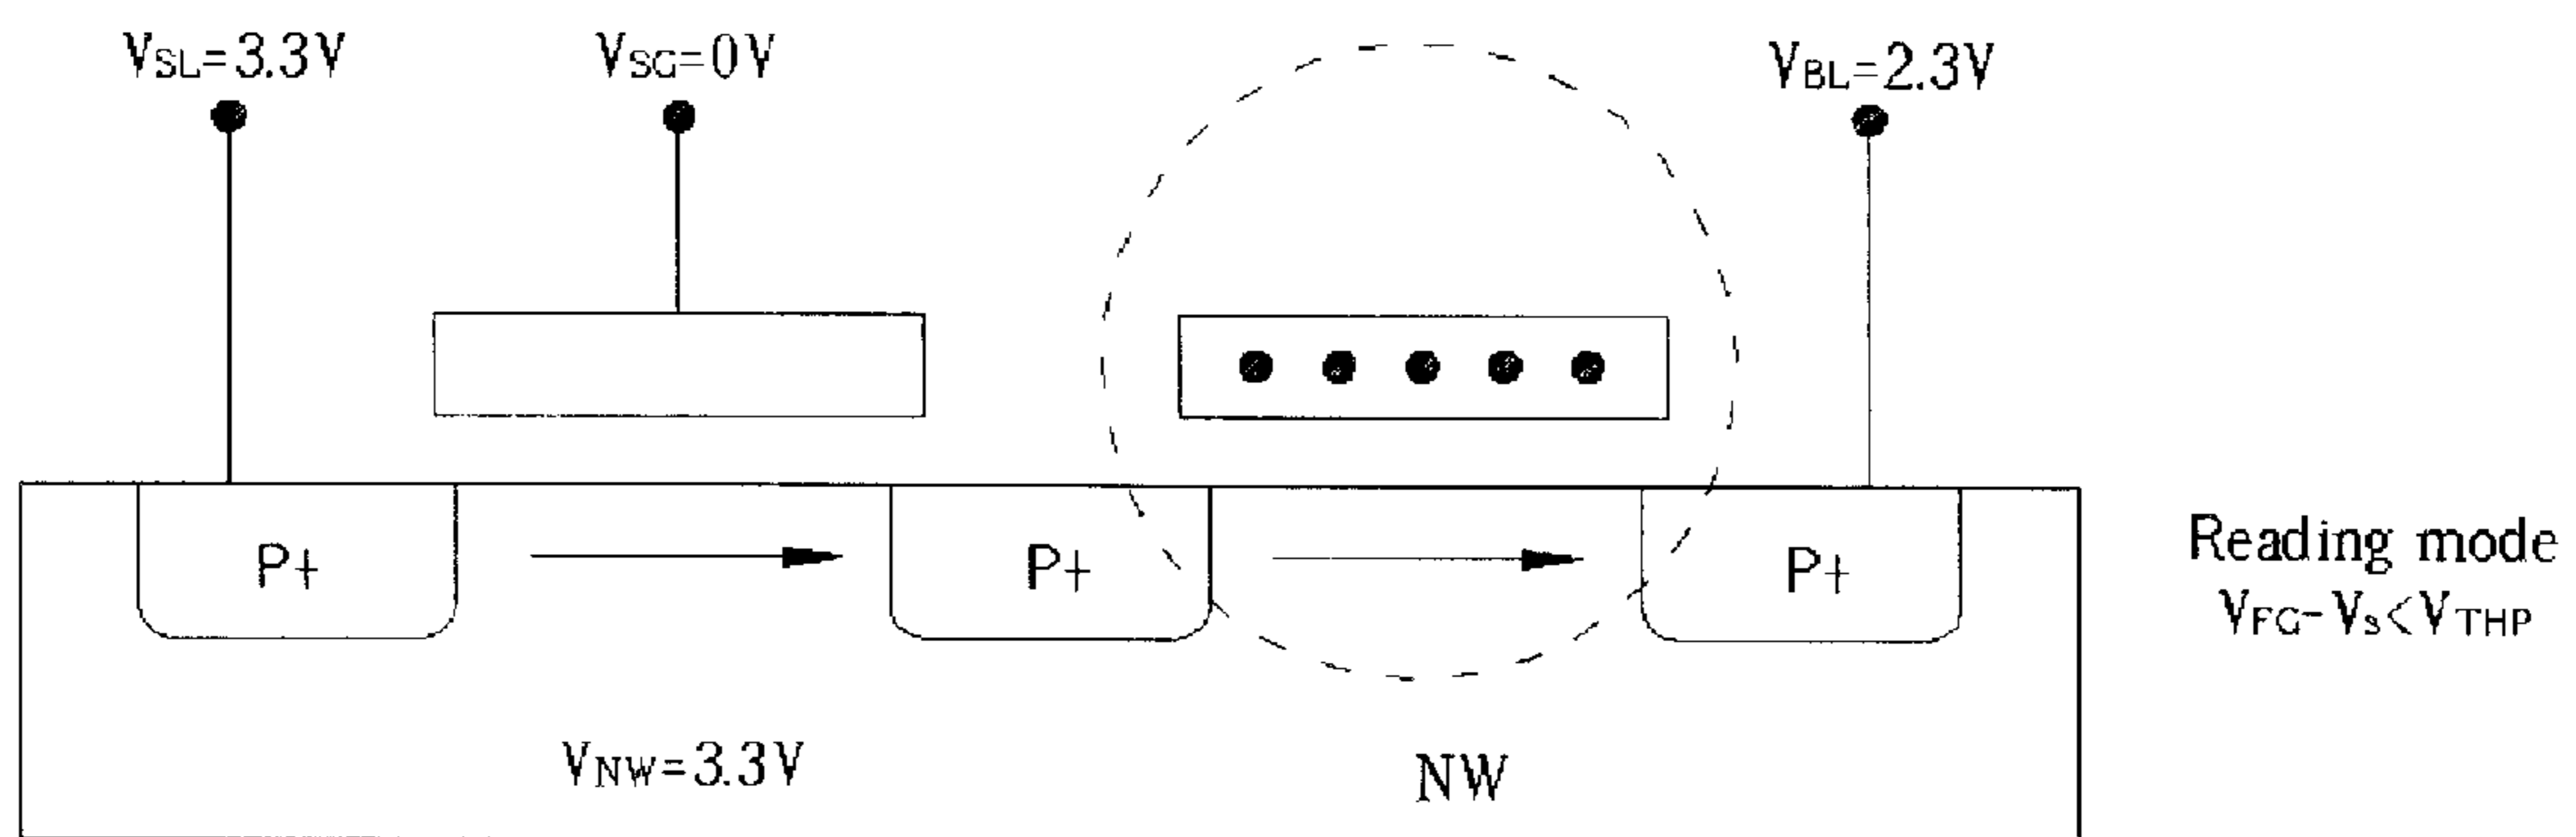 VSL=3.3V
VSG=0V
VBL=2.3V
P+
P+
P+
Reading mode
VFG-Vs<VTHP
VNW=3.3V
NW